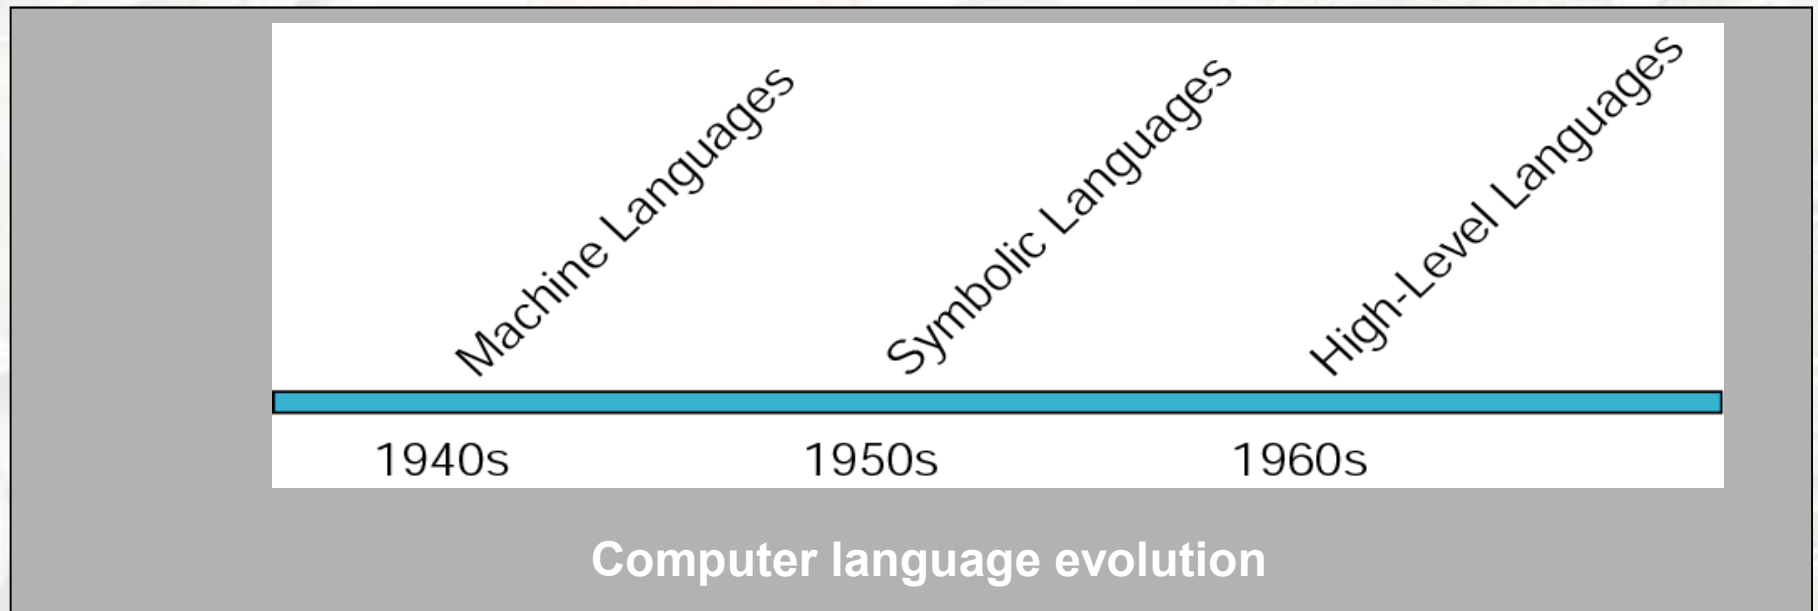 Machine Languages
Symbolic Languages
High-Level Languages
1940s
1950s
1960s
Computer language evolution